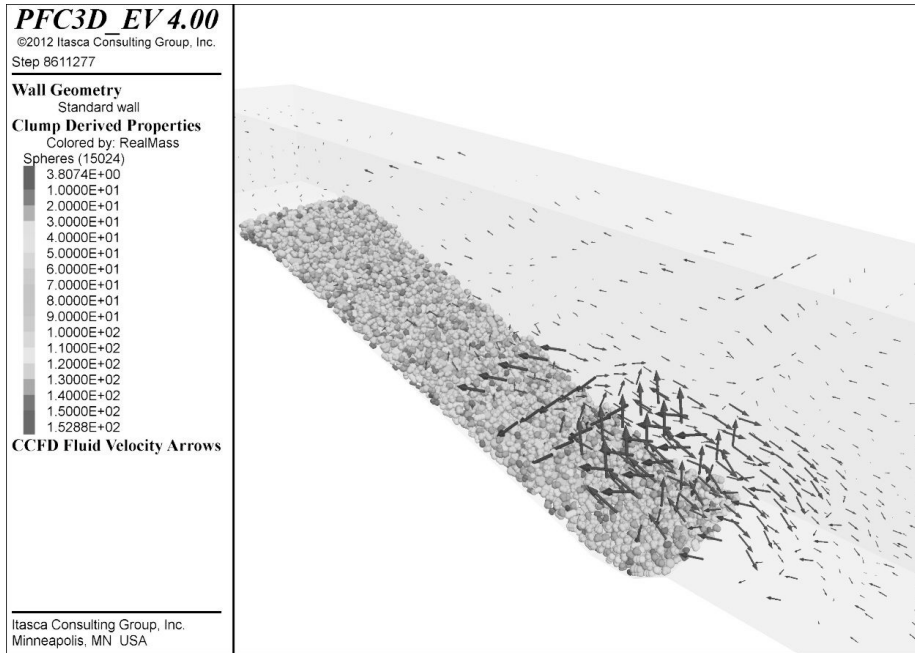 PFC3D_EV 4.00
©2012 Itasca Consulting Group, Inc.
Step 8611277
Wall Geometry
Standard wall
Clump Derived Properties
Colored by: RealMass
Spheres (15024)
3.8074E+00
1.0000E+01
2.0000E+01
3.0000E+01
4.0000E+01
5.0000E+01
6.0000E+01
7.0000E+01
8.0000E+01
9.0000E+01
1.0000E+02
1.1000E+02
1.2000E+02
1.3000E+02
1.4000E+02
1.5000E+02
1.5288E+02
CCFD Fluid Velocity Arrows
Itasca Consulting Group, Inc.
Minneapolis, MN USA